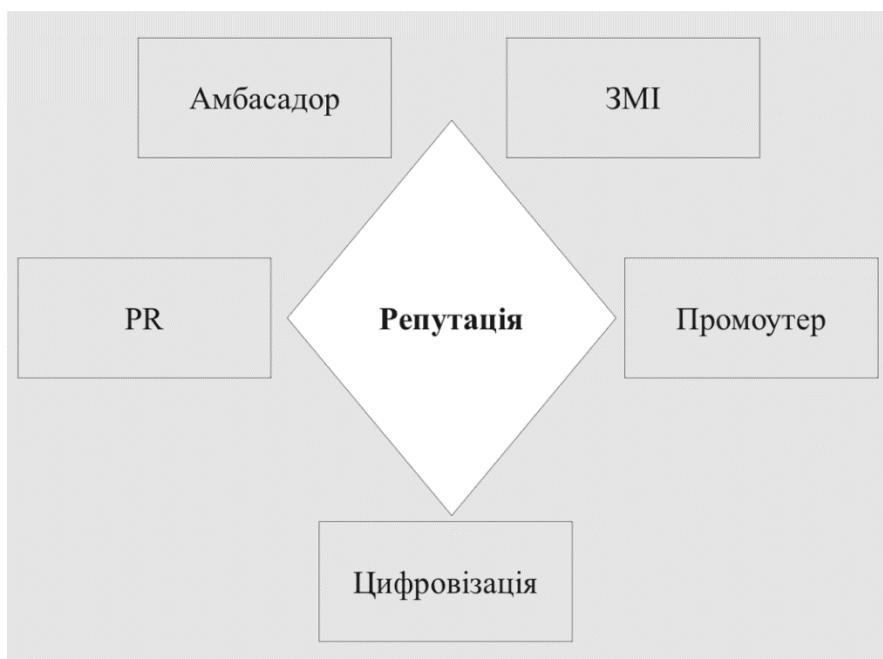 Амбасадор
ЗМІ
PR
Репутація
Промоутер
Цифровізація